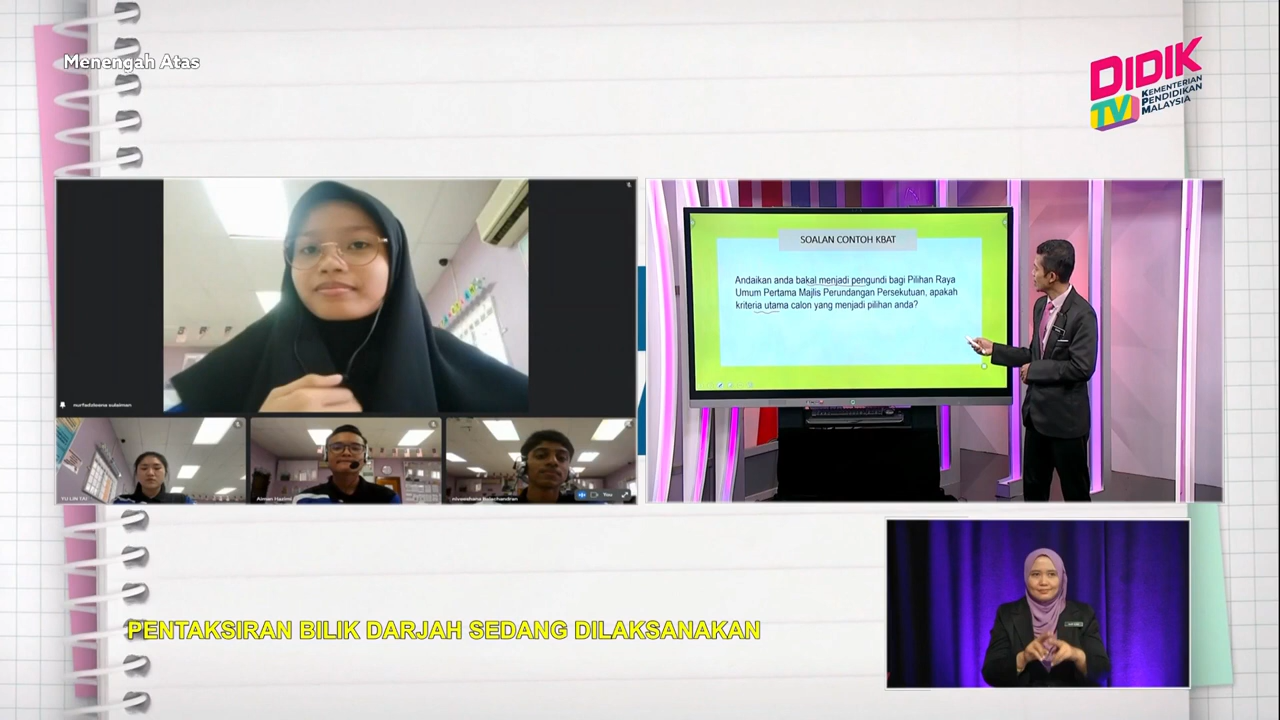 Menengah Atas
DIDIK
TV
KEMENTERIAN
PENDIDIKAN
MALAYSIA
SOALAN CONTOH KBAT
Andaikan anda bakal menjadi pengundi bagi Pilihan Raya
Umum Pertama Majlis Perundangan Persekutuan, apakah
kriteria utama calon yang menjadi pilihan anda?
YU LIN TAI
Aiman Hazimi
You
PENTAKSIRAN BILIK DARJAH SEDANG DILAKSANAKAN